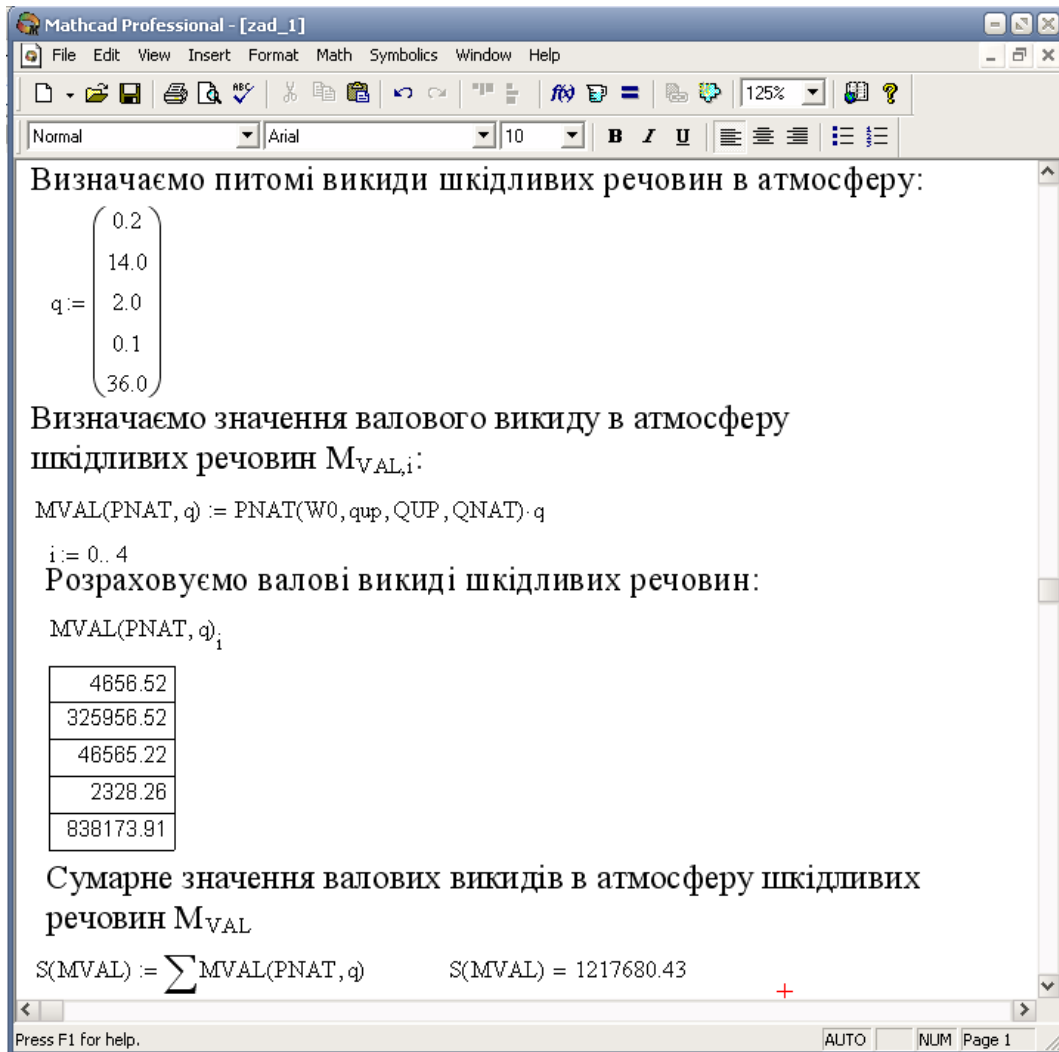 Mathcad Professional - [zad_1]
File Edit View Insert Format Math Symbolics Window Help
125%
Normal Arial 10 B I U
Визначаємо питомі викиди шкідливих речовин в атмосферу:
q := ( 0.2
14.0
2.0
0.1
36.0 )
Визначаємо значення валового викиду в атмосферу
шкідливих речовин M_VAL,i:
MVAL(PNAT, q) := PNAT(W0, qup, QUP, QNAT)·q
i := 0.. 4
Розраховуємо валові викиді шкідливих речовин:
MVAL(PNAT, q)_i
4656.52
325956.52
46565.22
2328.26
838173.91
Сумарне значення валових викидів в атмосферу шкідливих
речовин M_VAL
S(MVAL) := ∑MVAL(PNAT, q) S(MVAL) = 1217680.43
Press F1 for help. AUTO NUM Page 1